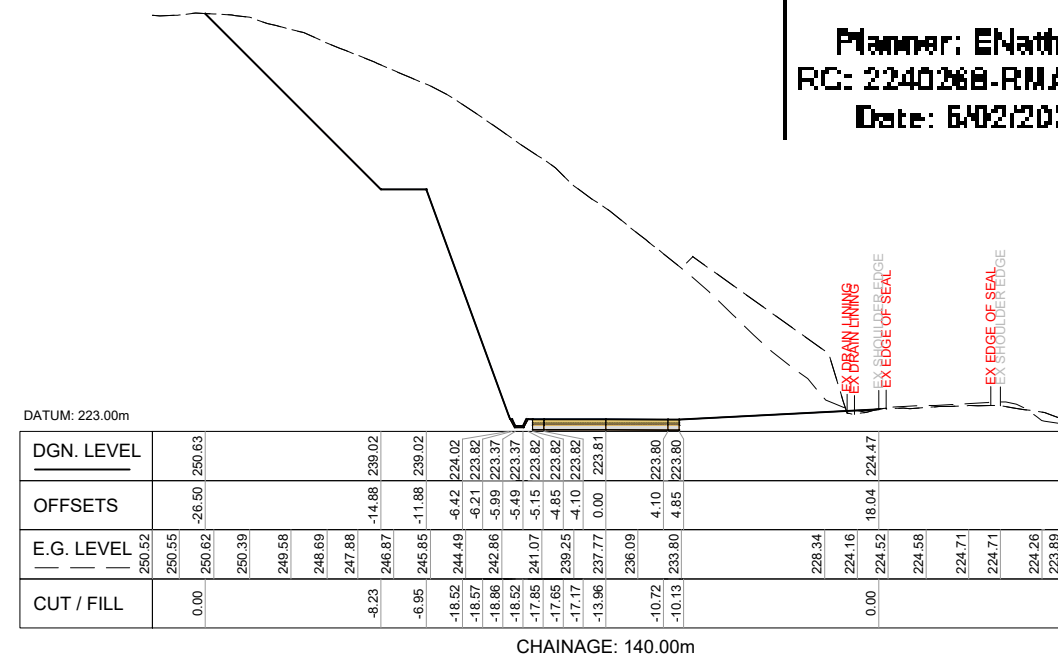 Planner: ENath
RC: 2240268-RMA
Date: 5/02/202
EX DRAIN LINING
EX DRAIN LINING
EX SHOULDER EDGE
EX EDGE OF SEAL
EX EDGE OF SEAL
EX SHOULDER EDGE
DATUM: 223.00m
DGN. LEVEL 250.63 239.02 239.02 224.02 223.82 223.37 223.37 223.82 223.82 223.82 223.81 223.80 223.80 224.47
OFFSETS -26.50 -14.88 -11.88 -6.42 -6.21 -5.99 -5.49 -5.15 -4.85 -4.10 0.00 4.10 4.85 18.04
E.G. LEVEL 250.52 250.55 250.62 250.39 249.58 248.69 247.88 246.87 245.85 244.49 242.86 241.07 239.25 237.77 236.09 233.80 228.34 224.16 224.52 224.58 224.71 224.71 224.26 223.89
CUT / FILL 0.00 -8.23 -6.95 -18.52 -18.57 -18.86 -18.52 -17.85 -17.65 -17.17 -13.96 -10.72 -10.13 0.00
CHAINAGE: 140.00m